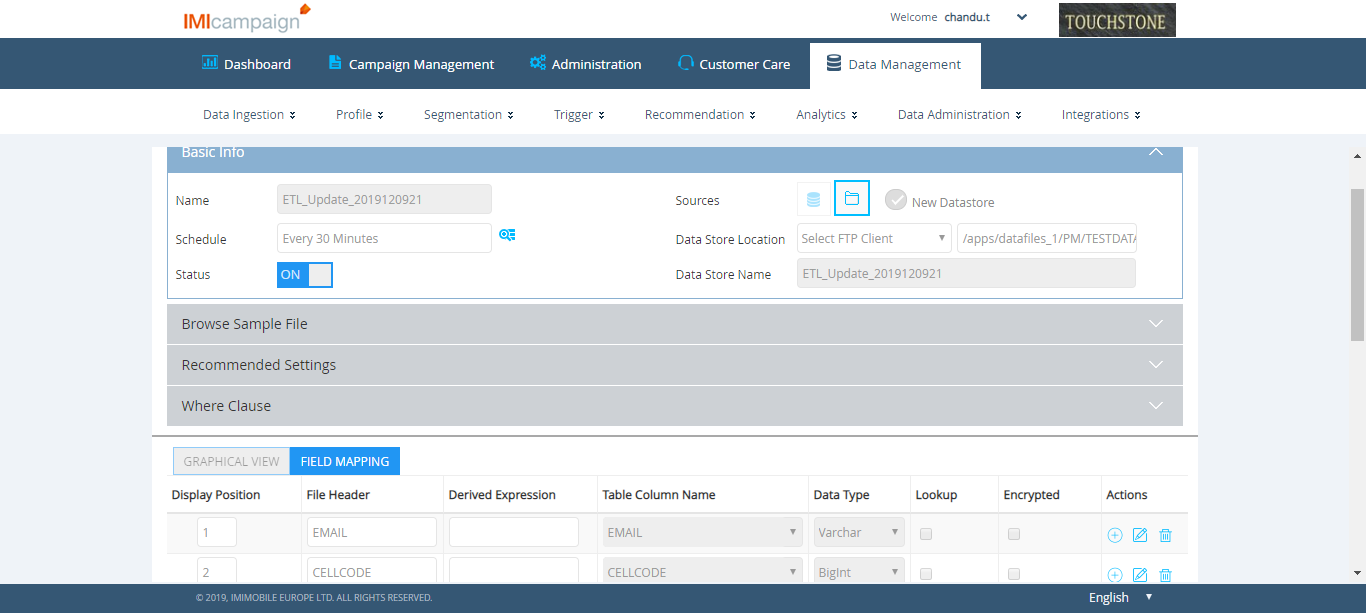 IMIcampaign
Welcome chandu.t
TOUCHSTONE
Dashboard Campaign Management Administration Customer Care Data Management
Data Ingestion Profile Segmentation Trigger Recommendation Analytics Data Administration Integrations
Basic Info
Name ETL_Update_2019120921 Sources New Datastore
Schedule Every 30 Minutes Data Store Location Select FTP Client /apps/datafiles_1/PM/TESTDATA
Status ON Data Store Name ETL_Update_2019120921
Browse Sample File
Recommended Settings
Where Clause
GRAPHICAL VIEW FIELD MAPPING
Display Position File Header Derived Expression Table Column Name Data Type Lookup Encrypted Actions
1 EMAIL EMAIL Varchar
2 CELLCODE CELLCODE BigInt
© 2019, IMIMOBILE EUROPE LTD. ALL RIGHTS RESERVED.
English